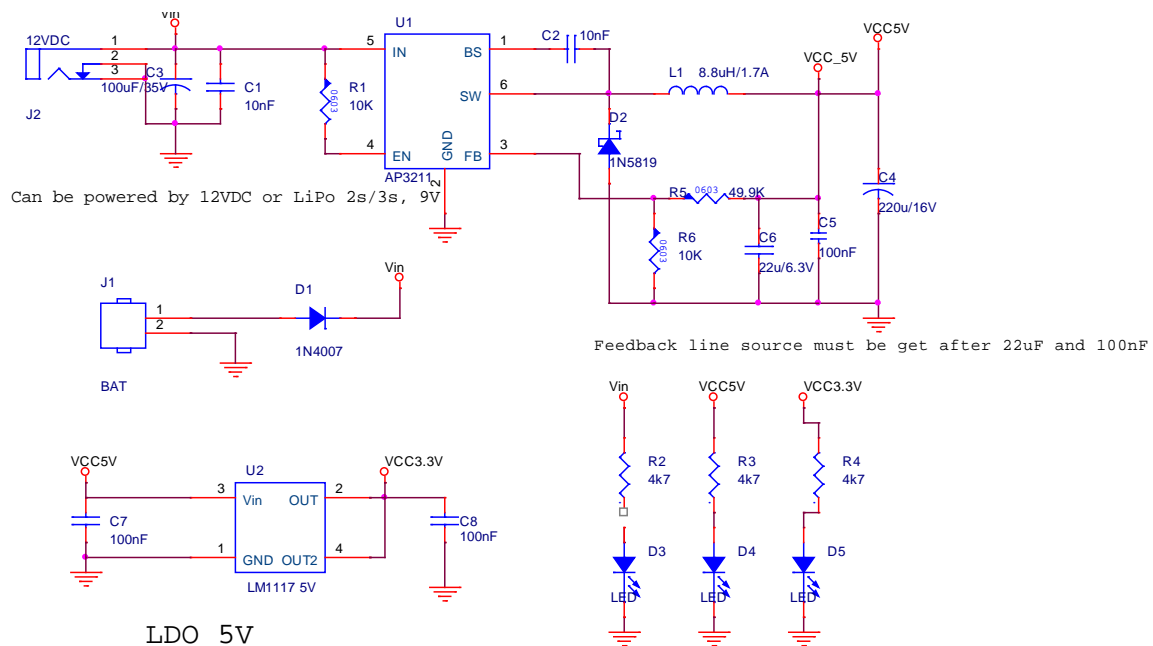 Vin
12VDC
1
2
3
C3
100uF/35V
J2
C1
10nF
0603
R1
10K
U1
5
IN
BS
1
SW
6
4
EN
GND
FB
3
AP3211
2
C2
10nF
L1
8.8uH/1.7A
VCC_5V
VCC5V
D2
1N5819
R5
0603
49.9K
C4
220u/16V
0603
R6
10K
C6
22u/6.3V
C5
100nF
Can be powered by 12VDC or LiPo 2s/3s, 9V
J1
1
2
BAT
D1
1N4007
Vin
Feedback line source must be get after 22uF and 100nF
VCC5V
U2
VCC3.3V
3
Vin
OUT
2
C7
100nF
1
GND
OUT2
4
C8
100nF
LM1117 5V
LDO 5V
Vin
VCC5V
VCC3.3V
R2
4k7
R3
4k7
R4
4k7
D3
LED
D4
LED
D5
LED